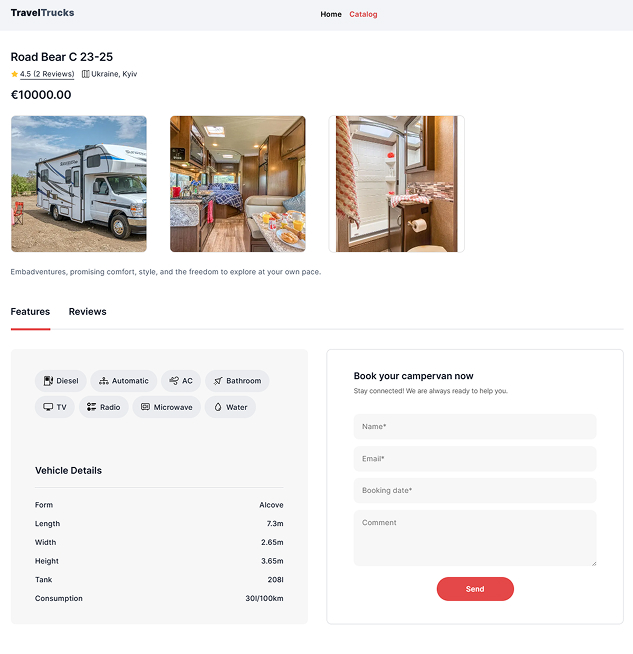 TravelTrucks
Home Catalog
Road Bear C 23-25
4.5 (2 Reviews) Ukraine, Kyiv
€10000.00
Embadventures, promising comfort, style, and the freedom to explore at your own pace.
Features Reviews
Diesel Automatic AC Bathroom
TV Radio Microwave Water
Vehicle Details
Form Alcove
Length 7.3m
Width 2.65m
Height 3.65m
Tank 208l
Consumption 30l/100km
Book your campervan now
Stay connected! We are always ready to help you.
Name*
Email*
Booking date*
Comment
Send